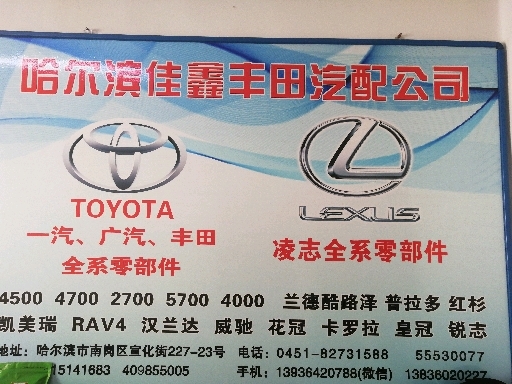 哈尔滨佳鑫丰田汽配公司
TOYOTA
一汽、广汽、丰田
全系零部件
LEXUS
凌志全系零部件
4500 4700 2700 5700 4000 兰德酷路泽 普拉多 红杉
凯美瑞 RAV4 汉兰达 威驰 花冠 卡罗拉 皇冠 锐志
地址：哈尔滨市南岗区宣化街227-23号 电话：0451-82731588 55530077
15141683 409855005 手机：13936420788(微信) 13836020227